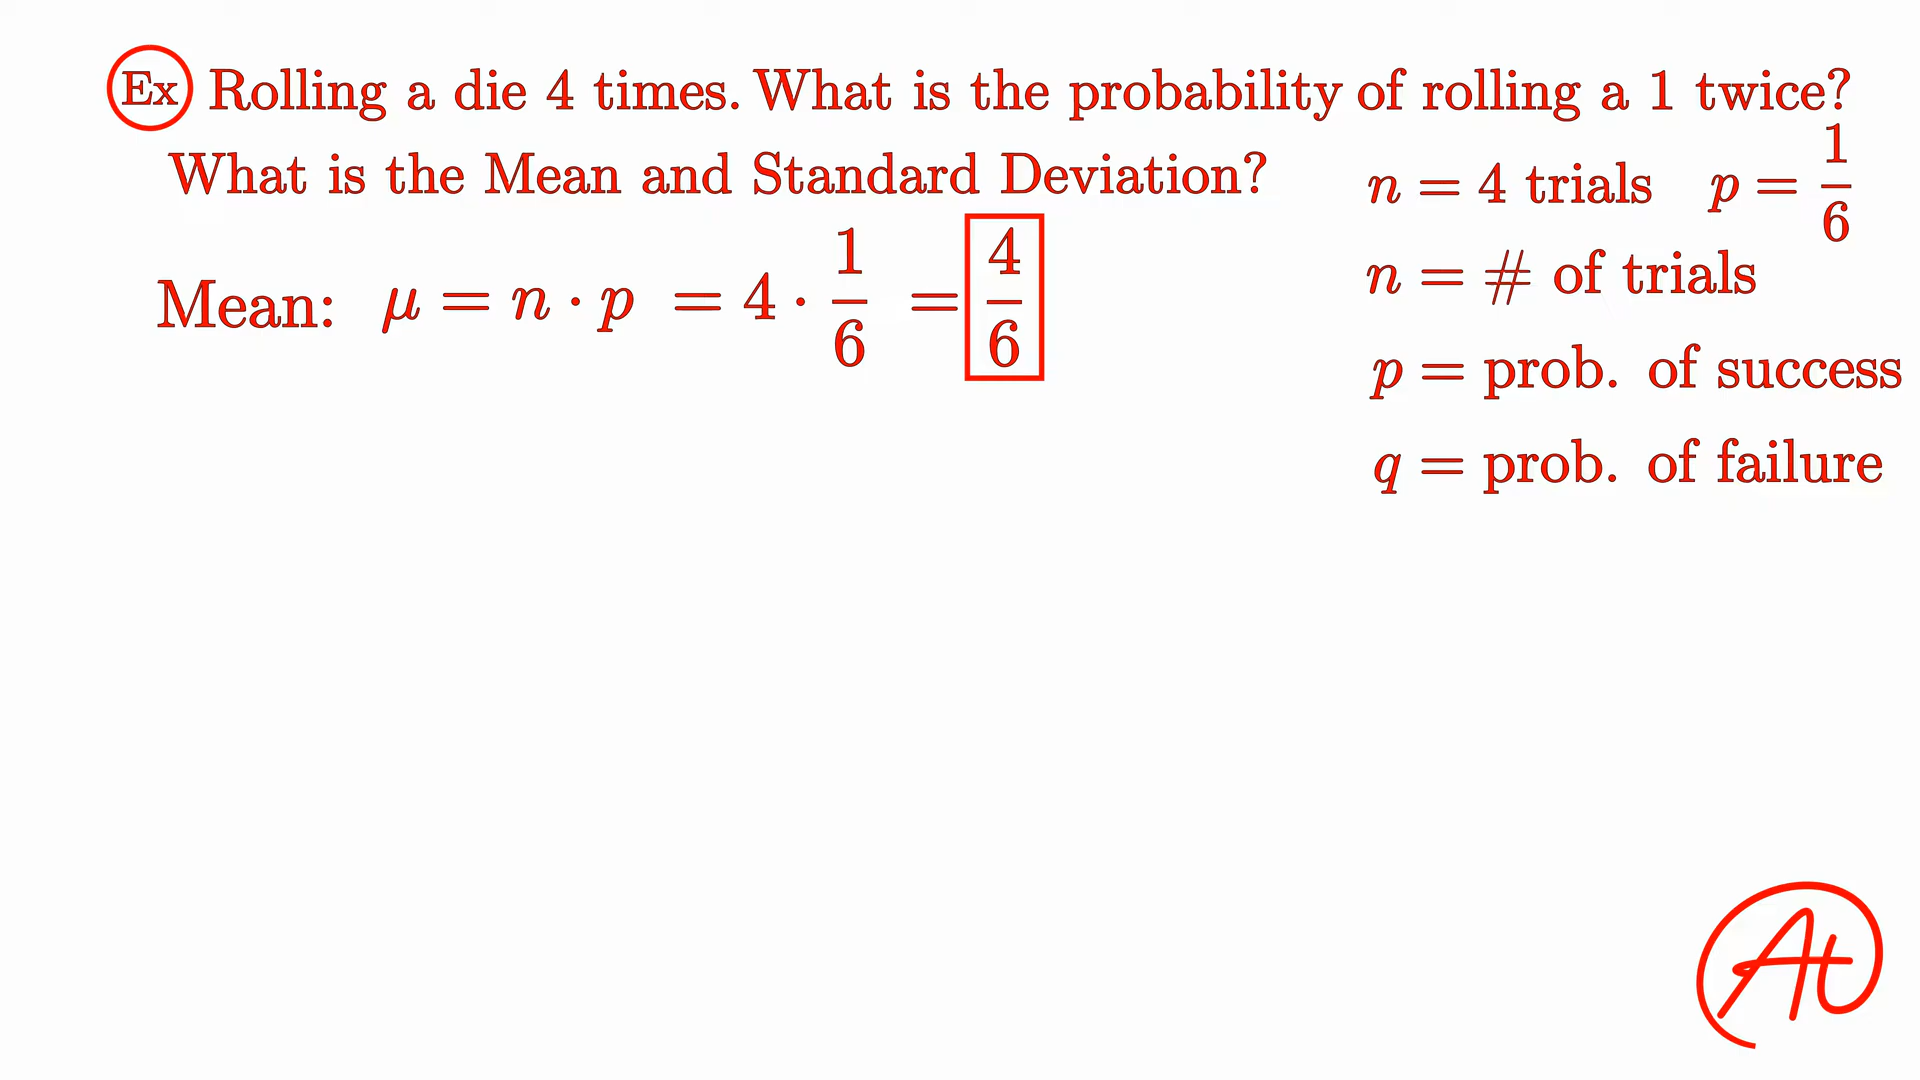 Ex Rolling a die 4 times. What is the probability of rolling a 1 twice?
What is the Mean and Standard Deviation?
n = 4 trials p = 1/6
n = # of trials
Mean: μ = n · p = 4 · 1/6 = 4/6
p = prob. of success
q = prob. of failure
At